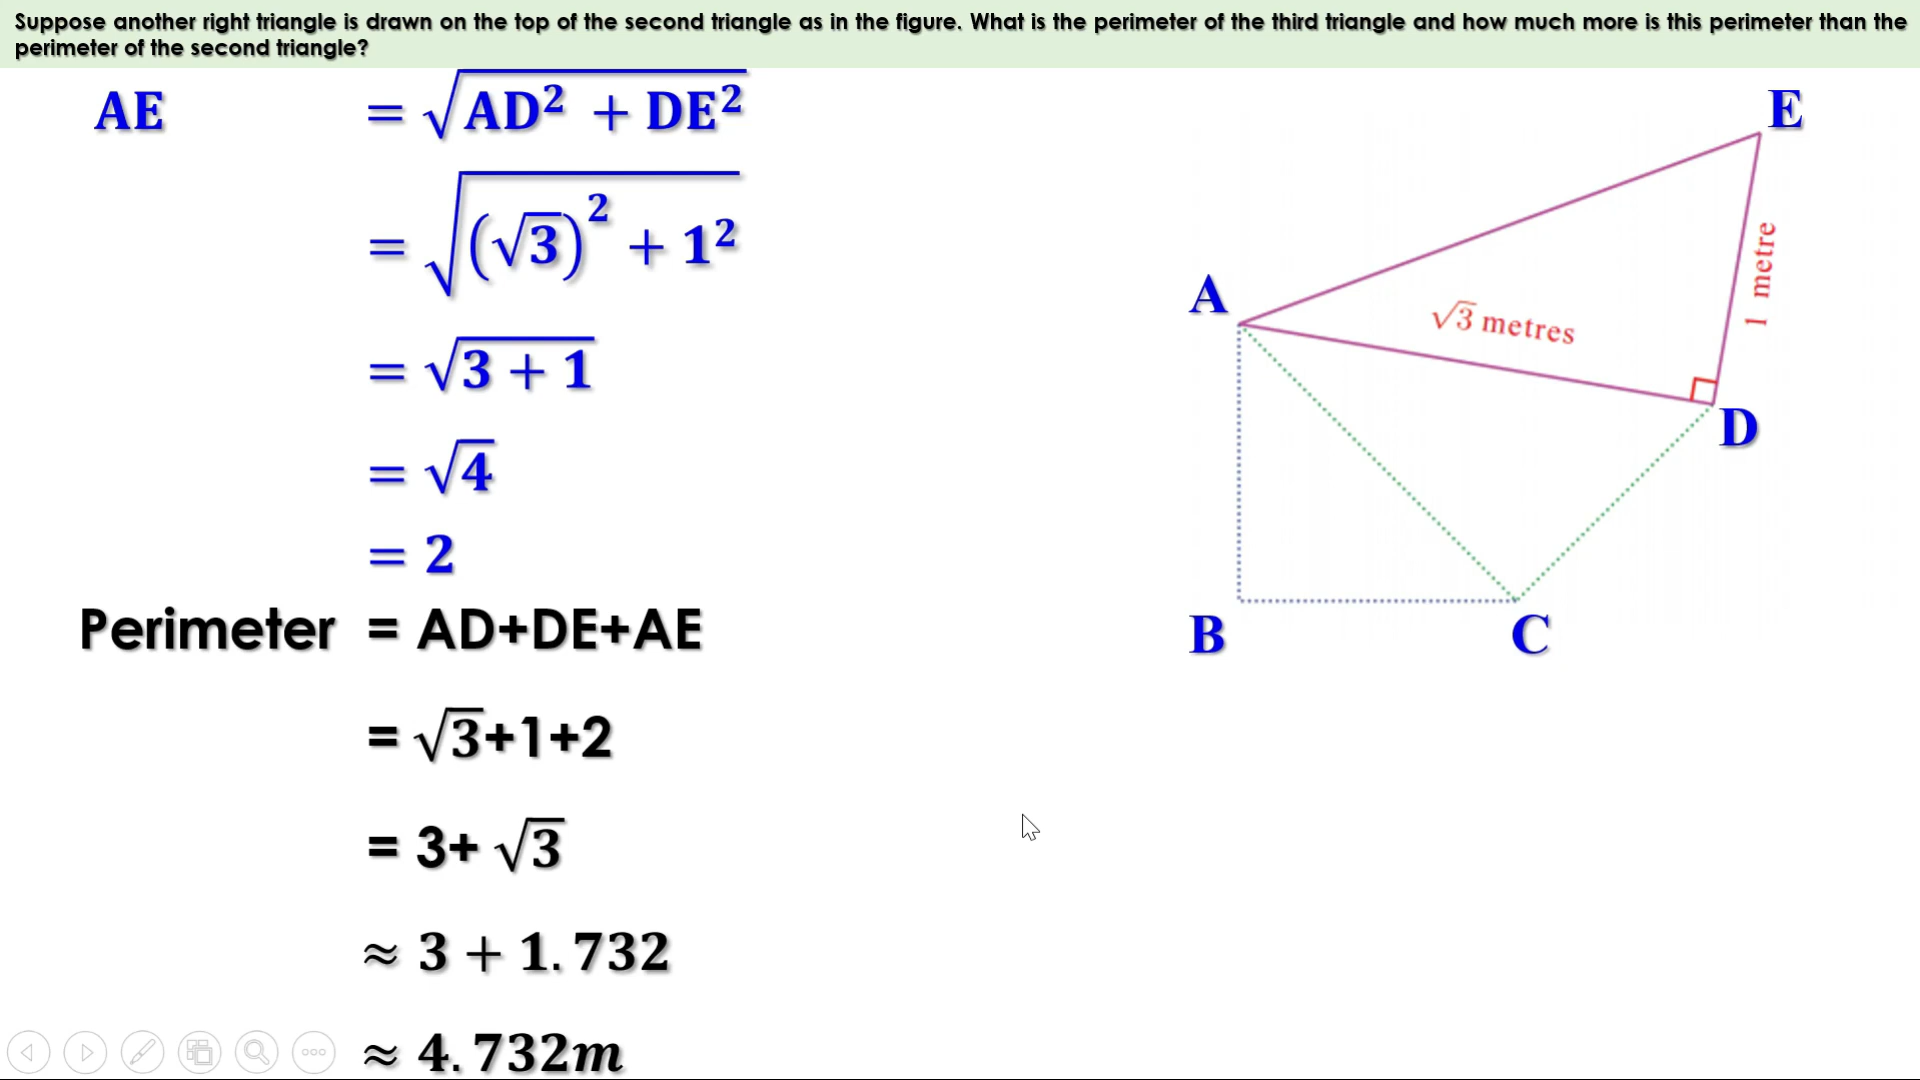 Suppose another right triangle is drawn on the top of the second triangle as in the figure. What is the perimeter of the third triangle and how much more is this perimeter than the
perimeter of the second triangle?
AE = √(AD² + DE²)
= √((√3)² + 1²)
= √(3 + 1)
= √4
= 2
Perimeter = AD+DE+AE
= √3+1+2
= 3+ √3
≈ 3 + 1.732
≈ 4.732m
E
1 metre
A
√3 metres
D
B
C